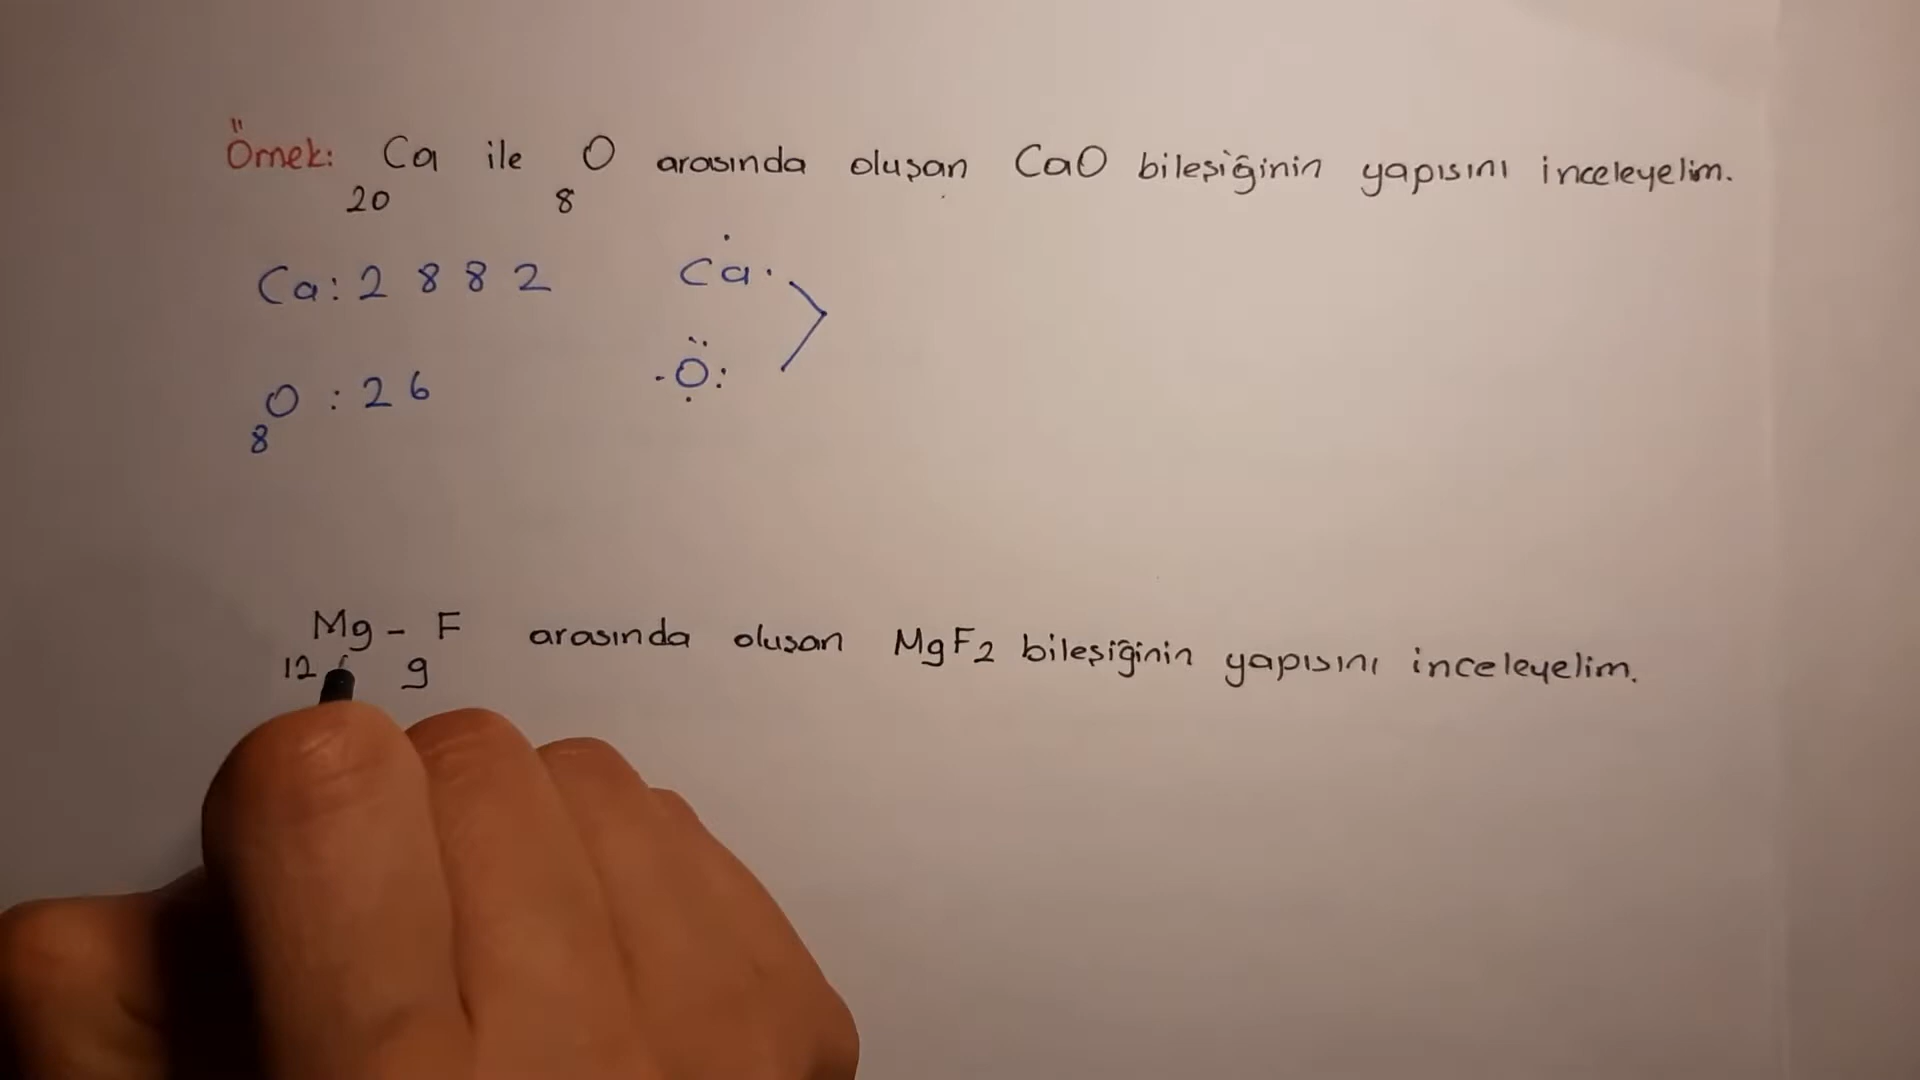 Örnek: Ca ile O arasında oluşan CaO bileşiğinin yapısını inceleyelim.
20 8
Ca: 2 8 8 2 Ca
O : 2 6 O
8
Mg - F arasında oluşan MgF2 bileşiğinin yapısını inceleyelim.
12 9